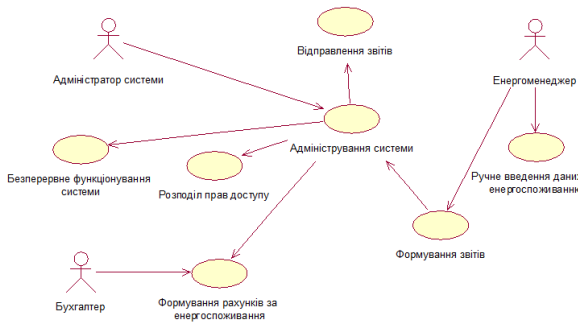 Відправлення звітів
Адміністратор системи
Енергоменеджер
Адміністрування системи
Безперервне функціонування
системи
Розподіл прав доступу
Ручне введення даних
енергоспоживання
Формування звітів
Бухгалтер
Формування рахунків за
енергоспоживання